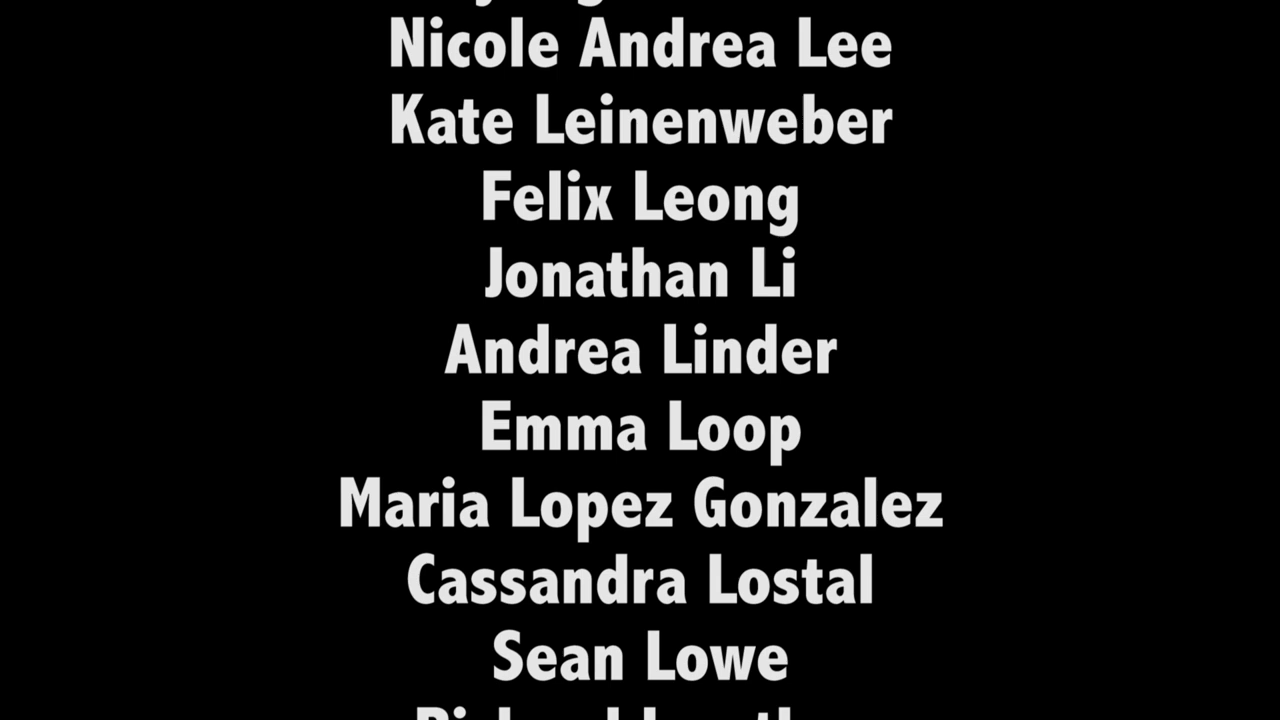 Nicole Andrea Lee
Kate Leinenweber
Felix Leong
Jonathan Li
Andrea Linder
Emma Loop
Maria Lopez Gonzalez
Cassandra Lostal
Sean Lowe